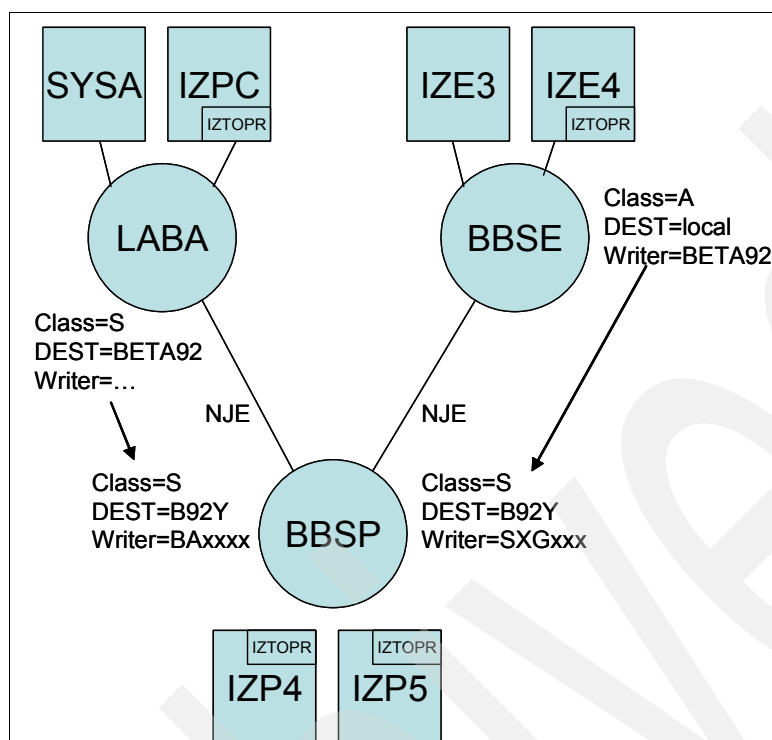 SYSA
IZPC
IZTOPR
IZE3
IZE4
IZTOPR
LABA
BBSE
Class=A
DEST=local
Writer=BETA92
Class=S
DEST=BETA92
Writer=...
NJE
NJE
Class=S
DEST=B92Y
Writer=BAxxxx
BBSP
Class=S
DEST=B92Y
Writer=SXGxxx
IZTOPR
IZP4
IZTOPR
IZP5